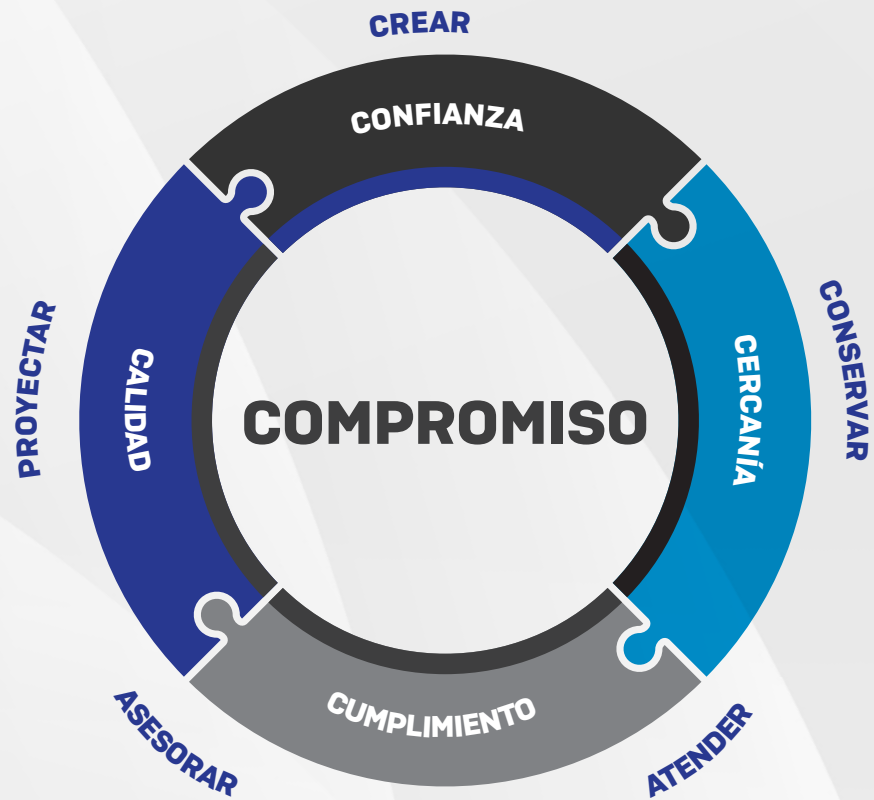 CREAR
CONFIANZA
PROYECTAR
CALIDAD
COMPROMISO
CERCANÍA
CONSERVAR
CUMPLIMIENTO
ASESORAR
ATENDER